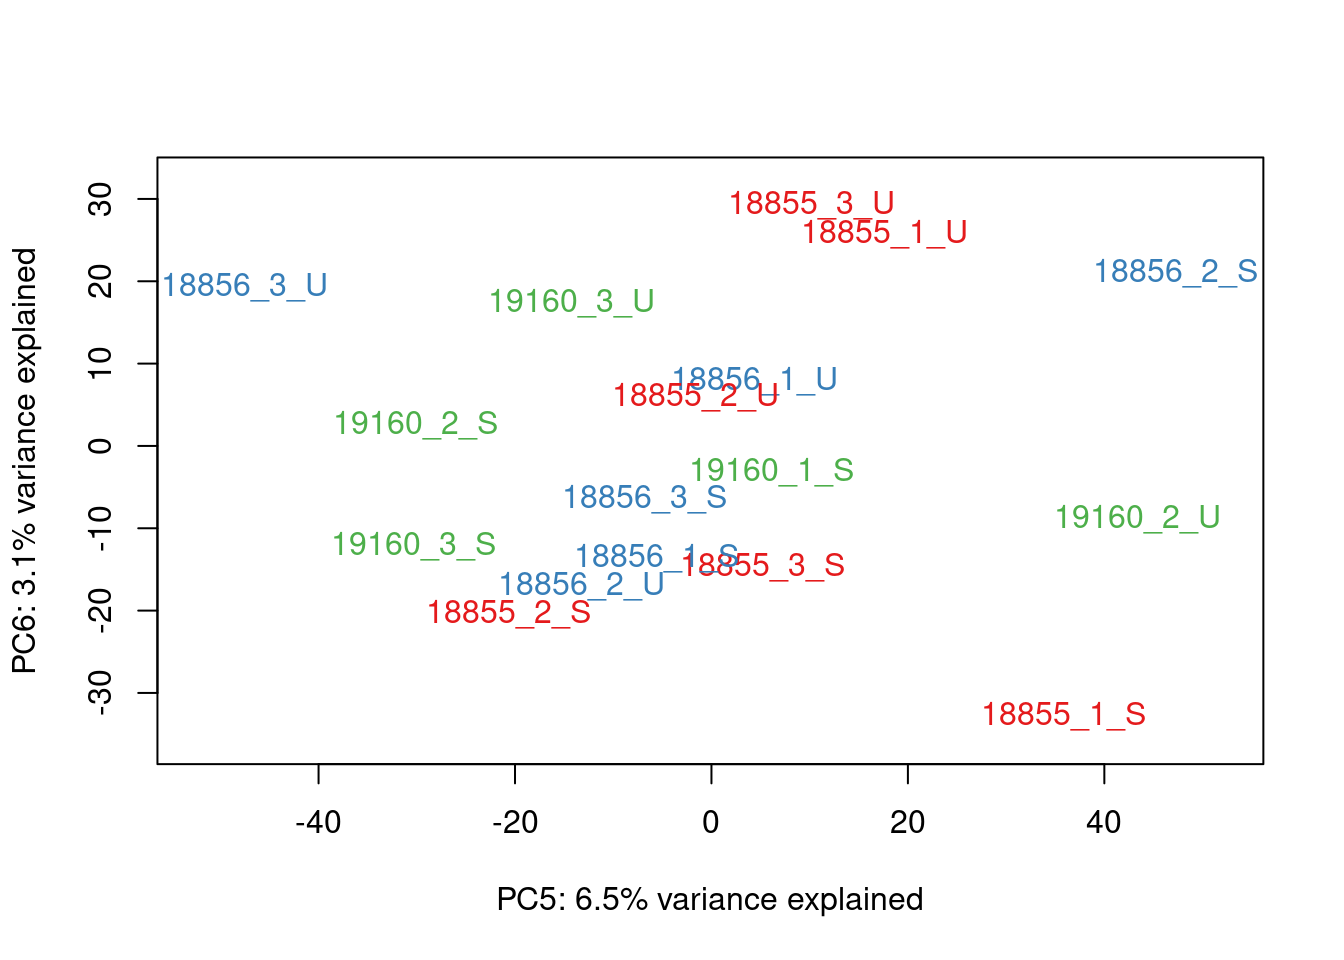 18855_3_U
18855_1_U
18856_2_S
18856_3_U
19160_3_U
18856_1_U
18855_2_U
19160_2_S
19160_1_S
18856_3_S
19160_2_U
19160_3_S
18856_1_S
18855_3_S
18856_2_U
18855_2_S
18855_1_S
30
20
10
0
-10
-20
-30
PC6: 3.1% variance explained
-40
-20
0
20
40
PC5: 6.5% variance explained